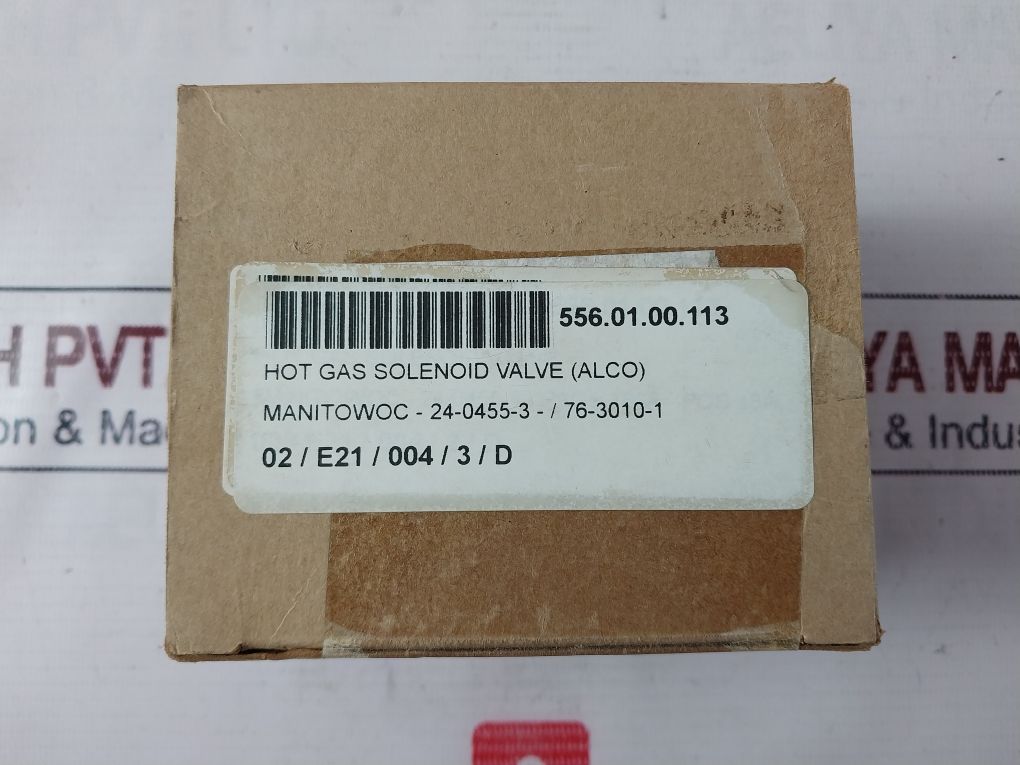 556.01.00.113
HOT GAS SOLENOID VALVE (ALCO)
MANITOWOC - 24-0455-3 - / 76-3010-1
02 / E21 / 004 / 3 / D
H PVT
YA MA
on & Ma
& Indus